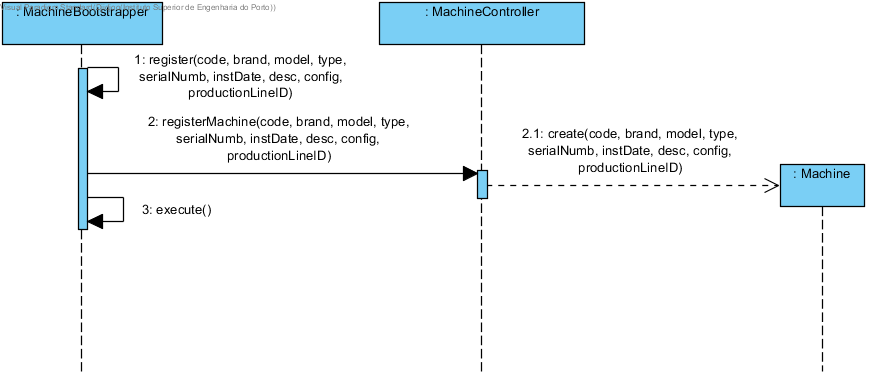 Instituto Superior de Engenharia do Porto))
: MachineBootstrapper
: MachineController
1: register(code, brand, model, type,
serialNumb, instDate, desc, config,
productionLineID)
2: registerMachine(code, brand, model, type,
serialNumb, instDate, desc, config,
productionLineID)
2.1: create(code, brand, model, type,
serialNumb, instDate, desc, config,
productionLineID)
: Machine
3: execute()